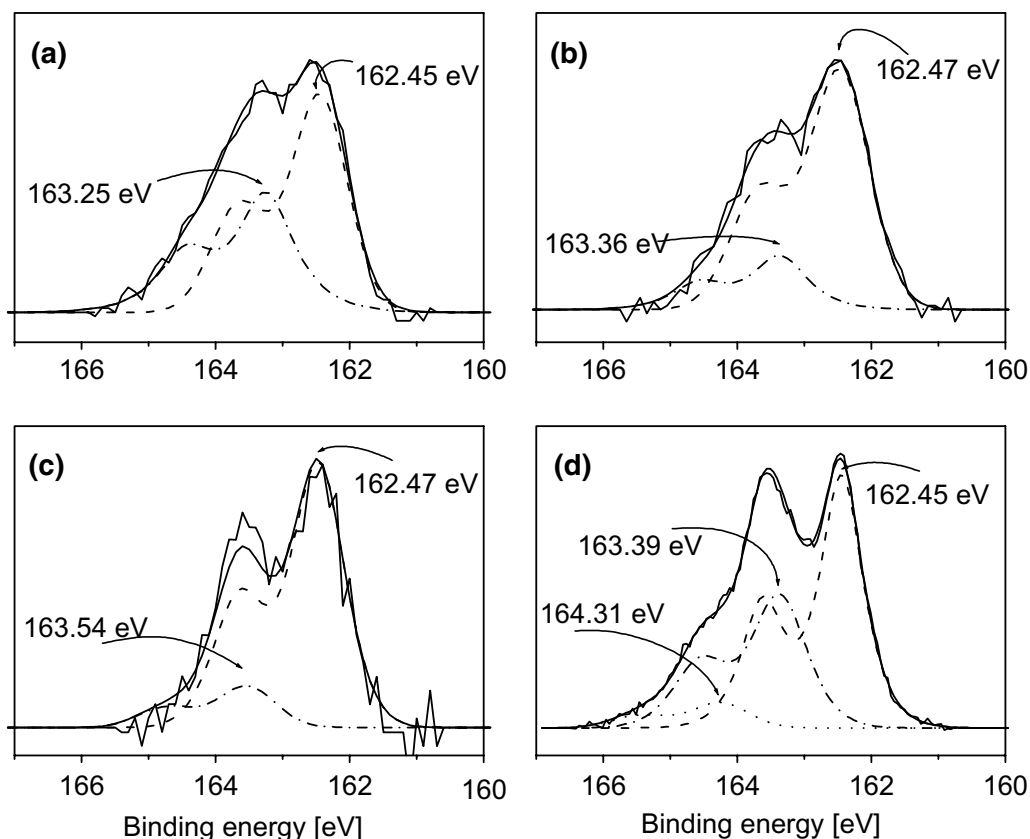 (a)
162.45 eV
163.25 eV
166 164 162 160
(b)
162.47 eV
163.36 eV
166 164 162 160
(c)
162.47 eV
163.54 eV
166 164 162 160
Binding energy [eV]
(d)
162.45 eV
163.39 eV
164.31 eV
166 164 162 160
Binding energy [eV]